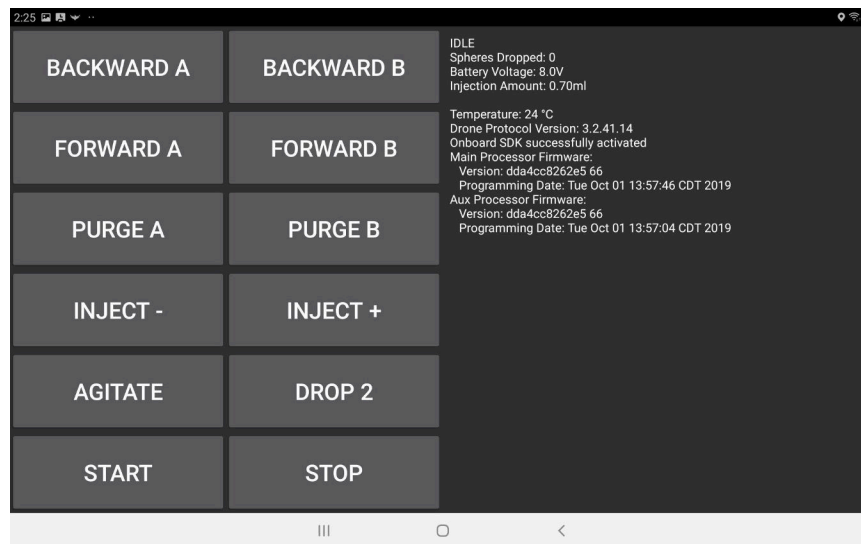 2:25
BACKWARD A
BACKWARD B
FORWARD A
FORWARD B
PURGE A
PURGE B
INJECT -
INJECT +
AGITATE
DROP 2
START
STOP
IDLE
Spheres Dropped: 0
Battery Voltage: 8.0V
Injection Amount: 0.70ml
Temperature: 24 °C
Drone Protocol Version: 3.2.41.14
Onboard SDK successfully activated
Main Processor Firmware:
Version: dda4cc8262e5 66
Programming Date: Tue Oct 01 13:57:46 CDT 2019
Aux Processor Firmware:
Version: dda4cc8262e5 66
Programming Date: Tue Oct 01 13:57:04 CDT 2019